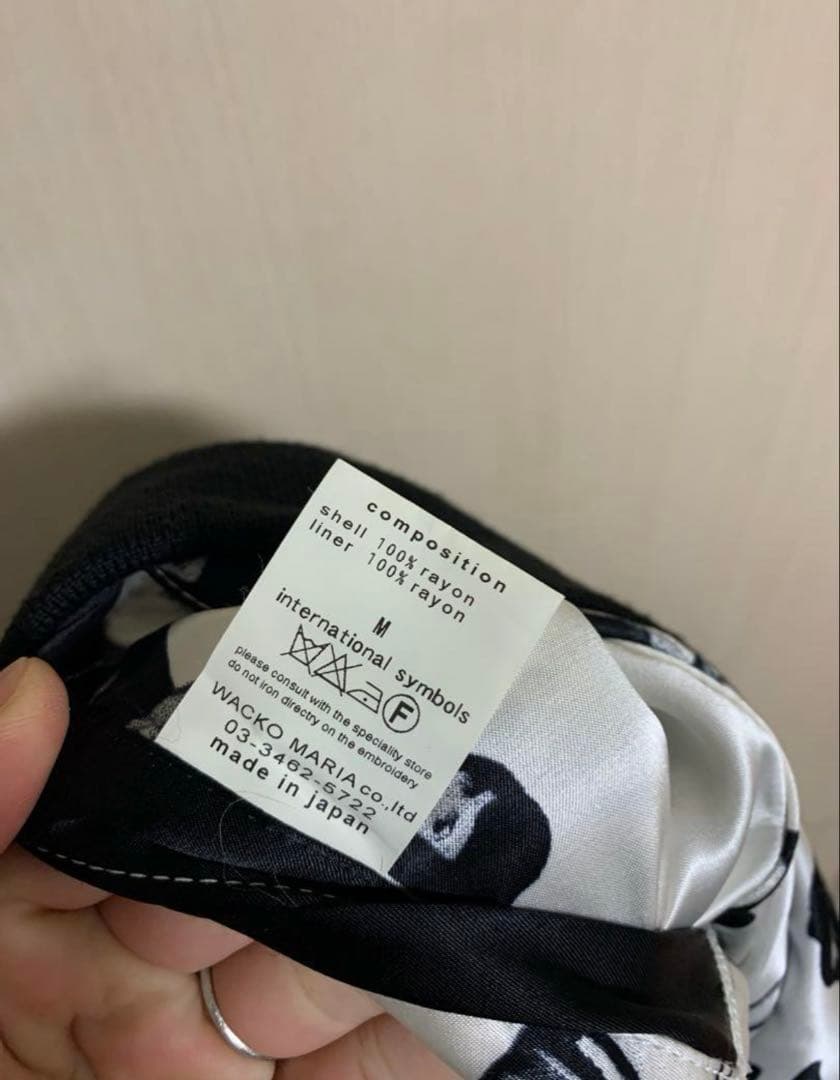 composition
shell 100% rayon
liner 100% rayon
M
international symbols
F
please consult with the speciality store
do not iron directry on the embroidery
WACKO MARIA co.,ltd
03-3462-5722
made in japan